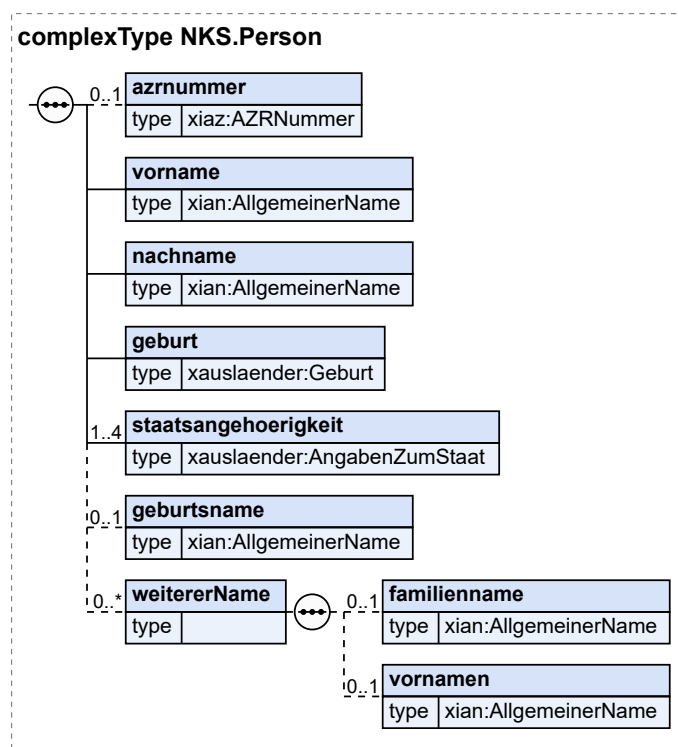 complexType NKS.Person
0..1
azrnummer
type xiaz:AZRNummer
vorname
type xian:AllgemeinerName
nachname
type xian:AllgemeinerName
geburt
type xauslaender:Geburt
1..4
staatsangehoerigkeit
type xauslaender:AngabenZumStaat
0..1
geburtsname
type xian:AllgemeinerName
0..*
weitererName
type
0..1
familienname
type xian:AllgemeinerName
0..1
vornamen
type xian:AllgemeinerName